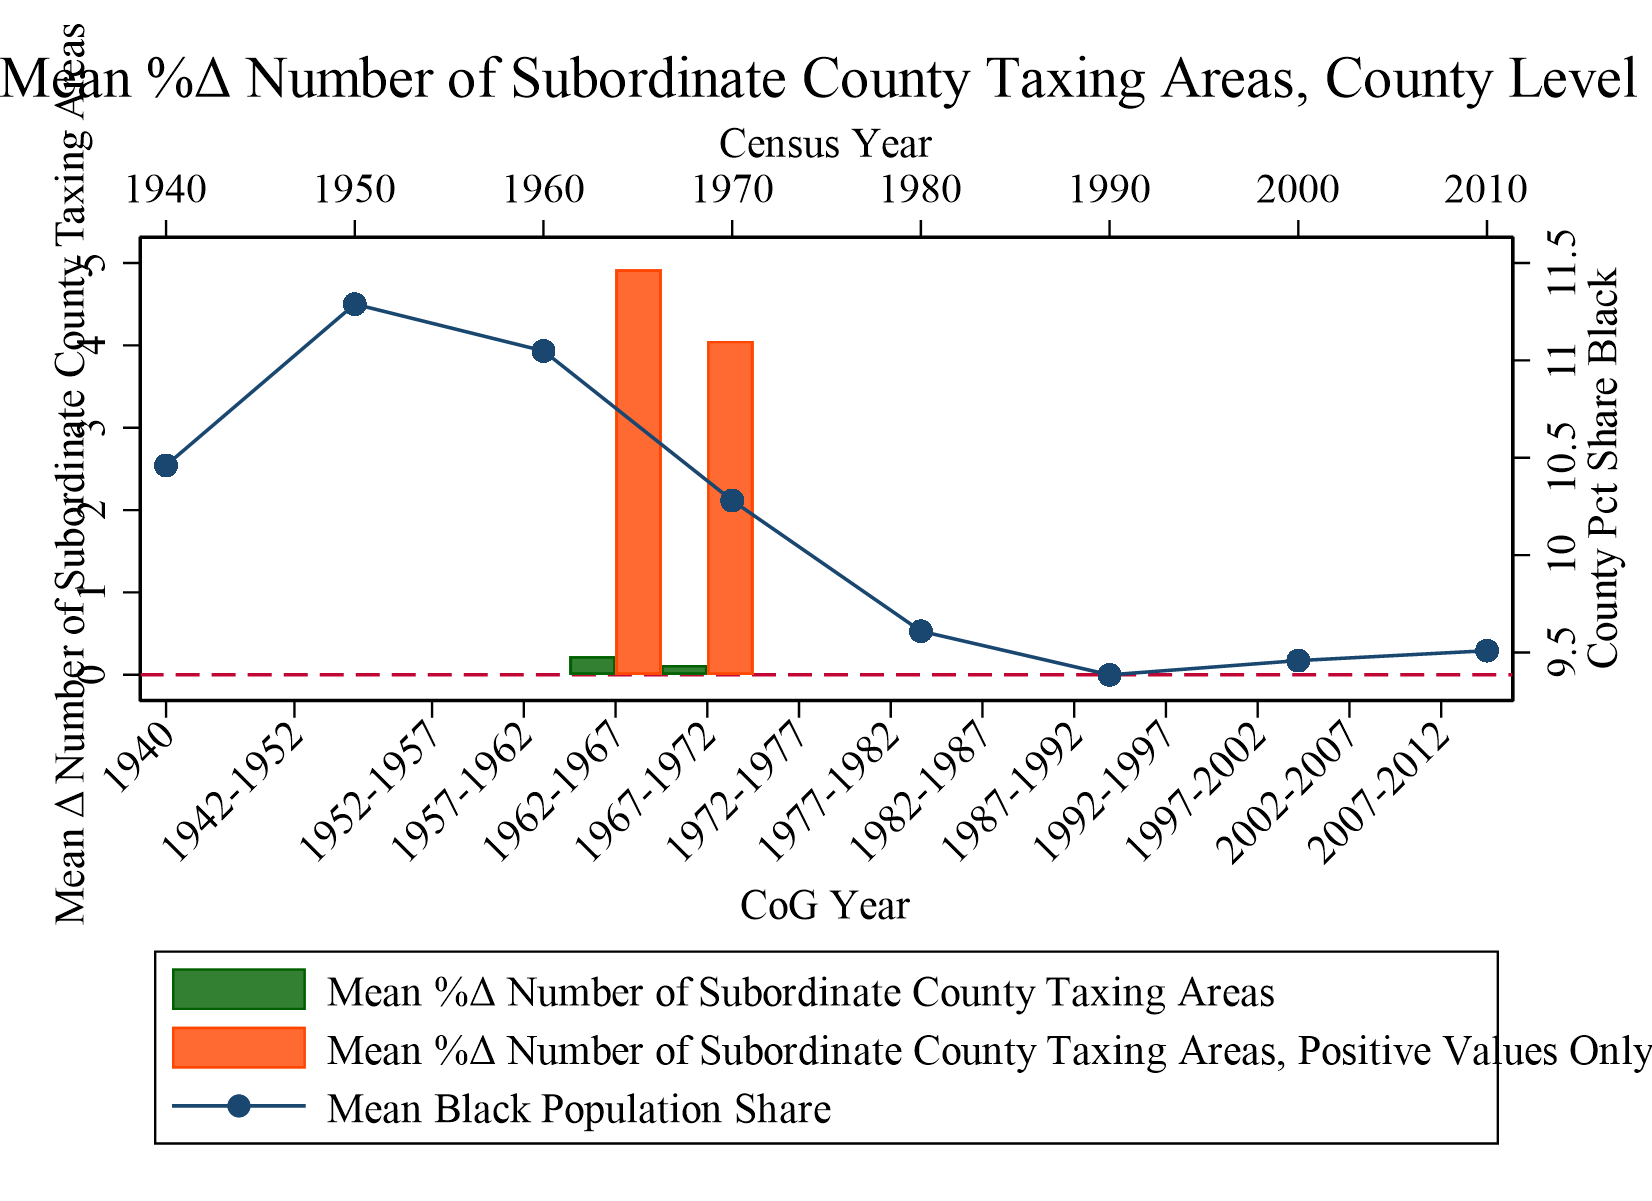 Mean %Δ Number of Subordinate County Taxing Areas, County Level
Census Year
1940 1950 1960 1970 1980 1990 2000 2010
Mean Δ Number of Subordinate County Taxing Areas
5
4
3
2
1
0
11.5
11
10.5
10
9.5
County Pct Share Black
1940 1942-1952 1952-1957 1957-1962 1962-1967 1967-1972 1972-1977 1977-1982 1982-1987 1987-1992 1992-1997 1997-2002 2002-2007 2007-2012
CoG Year
Mean %Δ Number of Subordinate County Taxing Areas
Mean %Δ Number of Subordinate County Taxing Areas, Positive Values Only
Mean Black Population Share